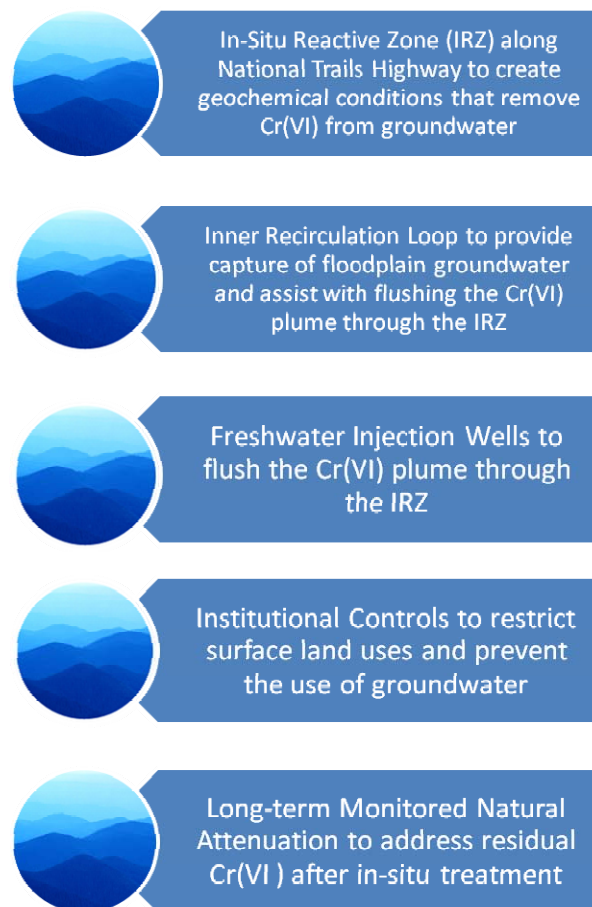 In-Situ Reactive Zone (IRZ) along
National Trails Highway to create
geochemical conditions that remove
Cr(VI) from groundwater
Inner Recirculation Loop to provide
capture of floodplain groundwater
and assist with flushing the Cr(VI)
plume through the IRZ
Freshwater Injection Wells to
flush the Cr(VI) plume through
the IRZ
Institutional Controls to restrict
surface land uses and prevent
the use of groundwater
Long-term Monitored Natural
Attenuation to address residual
Cr(VI ) after in-situ treatment